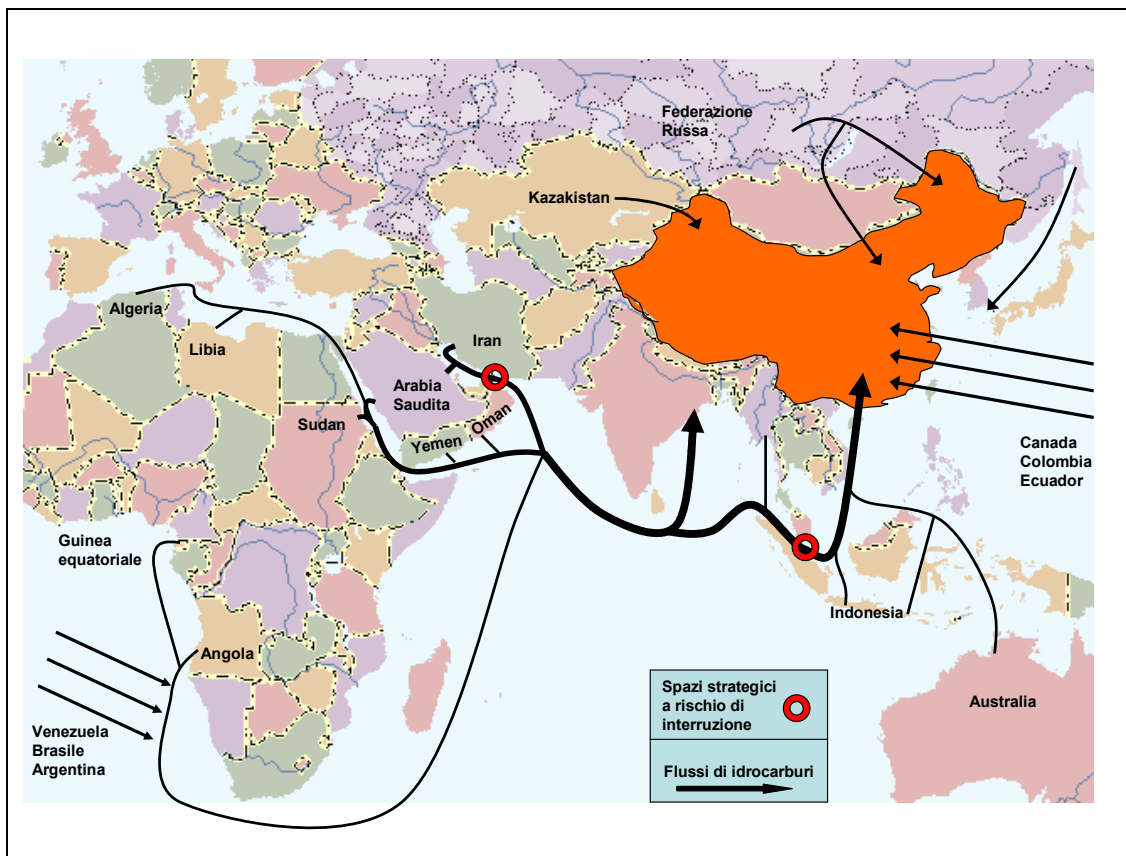 Federazione
Russa
Kazakistan
Algeria
Libia
Iran
Arabia
Saudita
Sudan
Yemen
Oman
Canada
Colombia
Ecuador
Guinea
equatoriale
Indonesia
Angola
Australia
Venezuela
Brasile
Argentina
Spazi strategici
a rischio di
interruzione
Flussi di idrocarburi